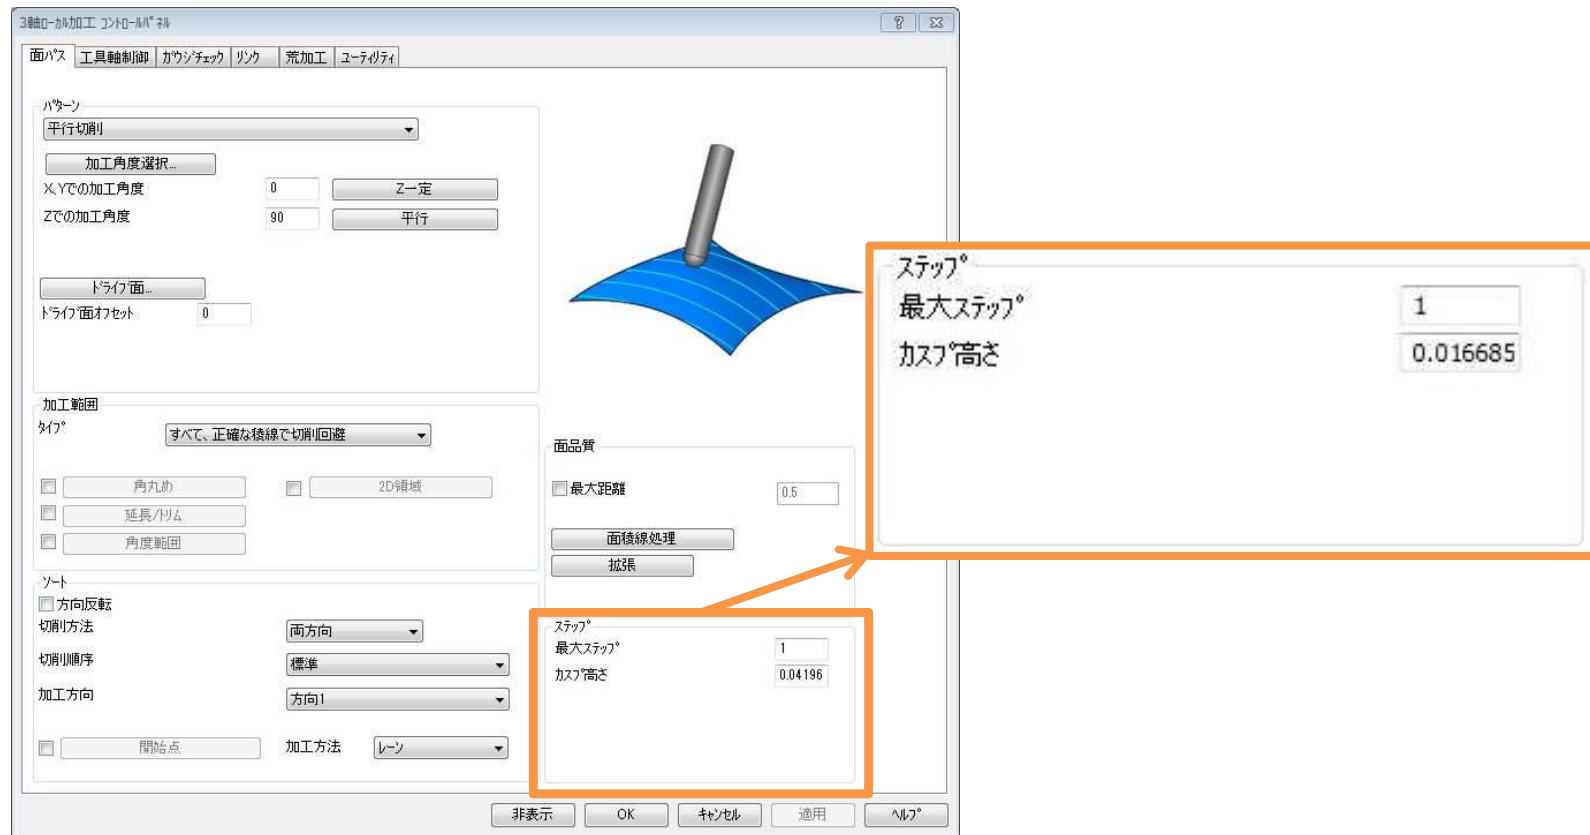 3軸ローカル加工 コントロールパネル
面パス 工具軸制御 ガウジチェック リンク 荒加工 ユーティリティ
パターン
平行切削
加工角度選択...
X,Yでの加工角度 0 Z一定
Zでの加工角度 90 平行
ドライブ面...
ドライブ面オフセット 0
加工範囲
タイプ すべて、正確な稜線で切削回避
角丸め 2D領域
延長/トリム
角度範囲
ソート
方向反転
切削方法 両方向
切削順序 標準
加工方向 方向1
開始点 加工方法 レーン
面品質
最大距離 0.5
面稜線処理
拡張
ステップ
最大ステップ 1
カスプ高さ 0.04196
非表示 OK キャンセル 適用 ヘルプ
ステップ
最大ステップ 1
カスプ高さ 0.016685